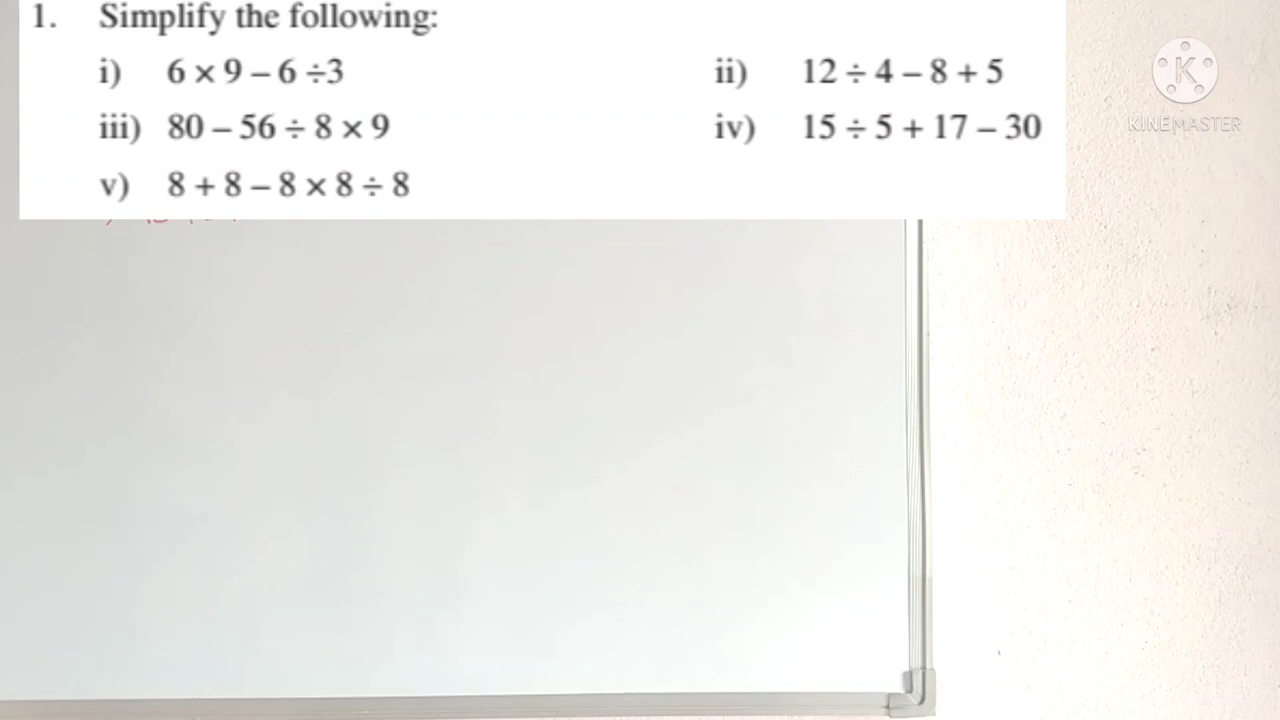 1. Simplify the following:
i) 6 × 9 – 6 ÷3
ii) 12 ÷ 4 – 8 + 5
iii) 80 – 56 ÷ 8 × 9
iv) 15 ÷ 5 + 17 – 30
v) 8 + 8 – 8 × 8 ÷ 8
KINEMASTER